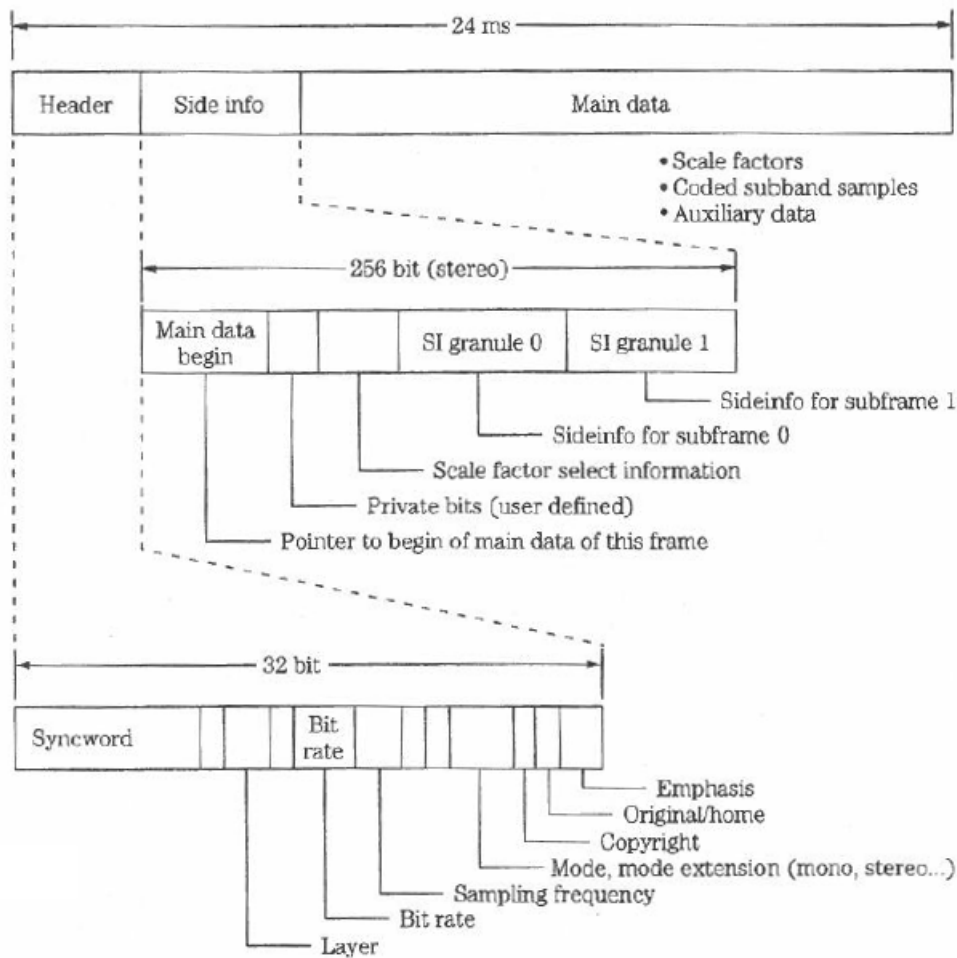 24 ms
Header
Side info
Main data
• Scale factors
• Coded subband samples
• Auxiliary data
256 bit (stereo)
Main data
begin
SI granule 0
SI granule 1
Sideinfo for subframe 1
Sideinfo for subframe 0
Scale factor select information
Private bits (user defined)
Pointer to begin of main data of this frame
32 bit
Syncword
Bit
rate
Emphasis
Original/home
Copyright
Mode, mode extension (mono, stereo...)
Sampling frequency
Bit rate
Layer